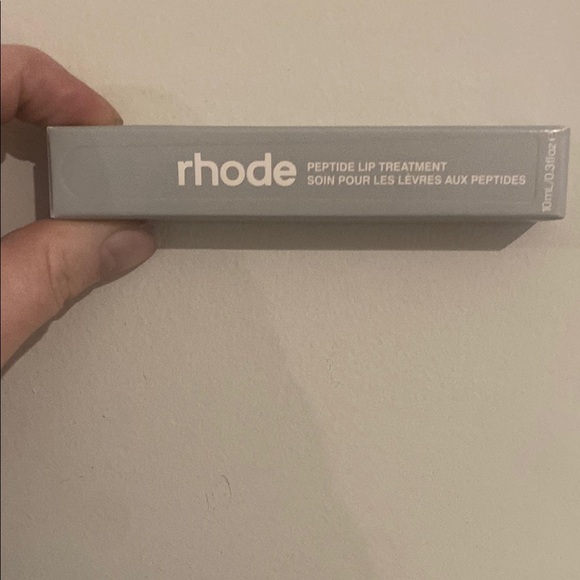 rhode
PEPTIDE LIP TREATMENT
SOIN POUR LES LÈVRES AUX PEPTIDES
10mL/0.3fl oz